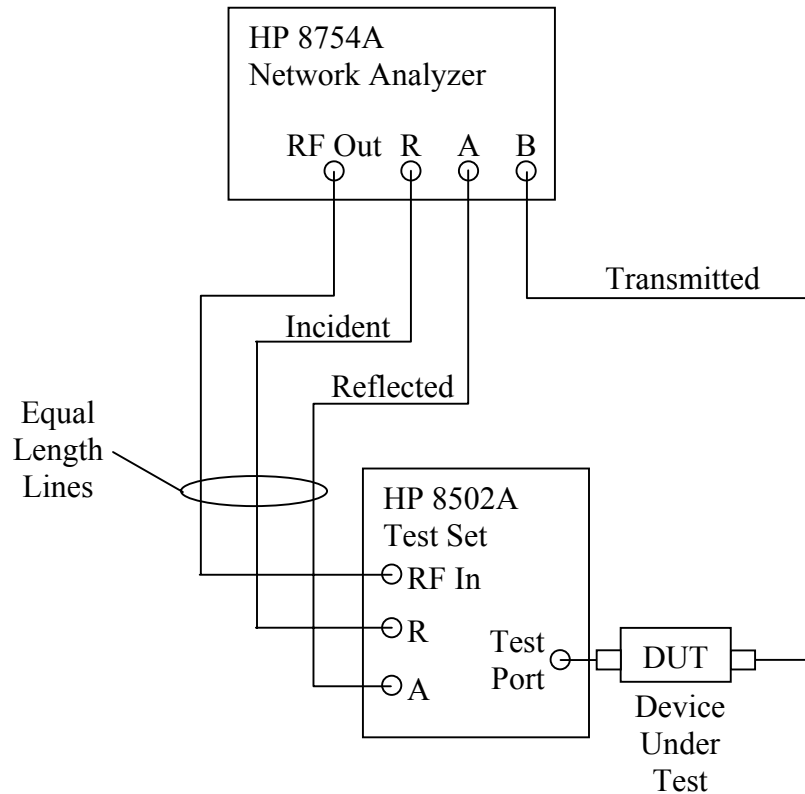 HP 8754A
Network Analyzer
RF Out R A B
Transmitted
Incident
Reflected
Equal
Length
Lines
HP 8502A
Test Set
RF In
R
A
Test
Port
DUT
Device
Under
Test